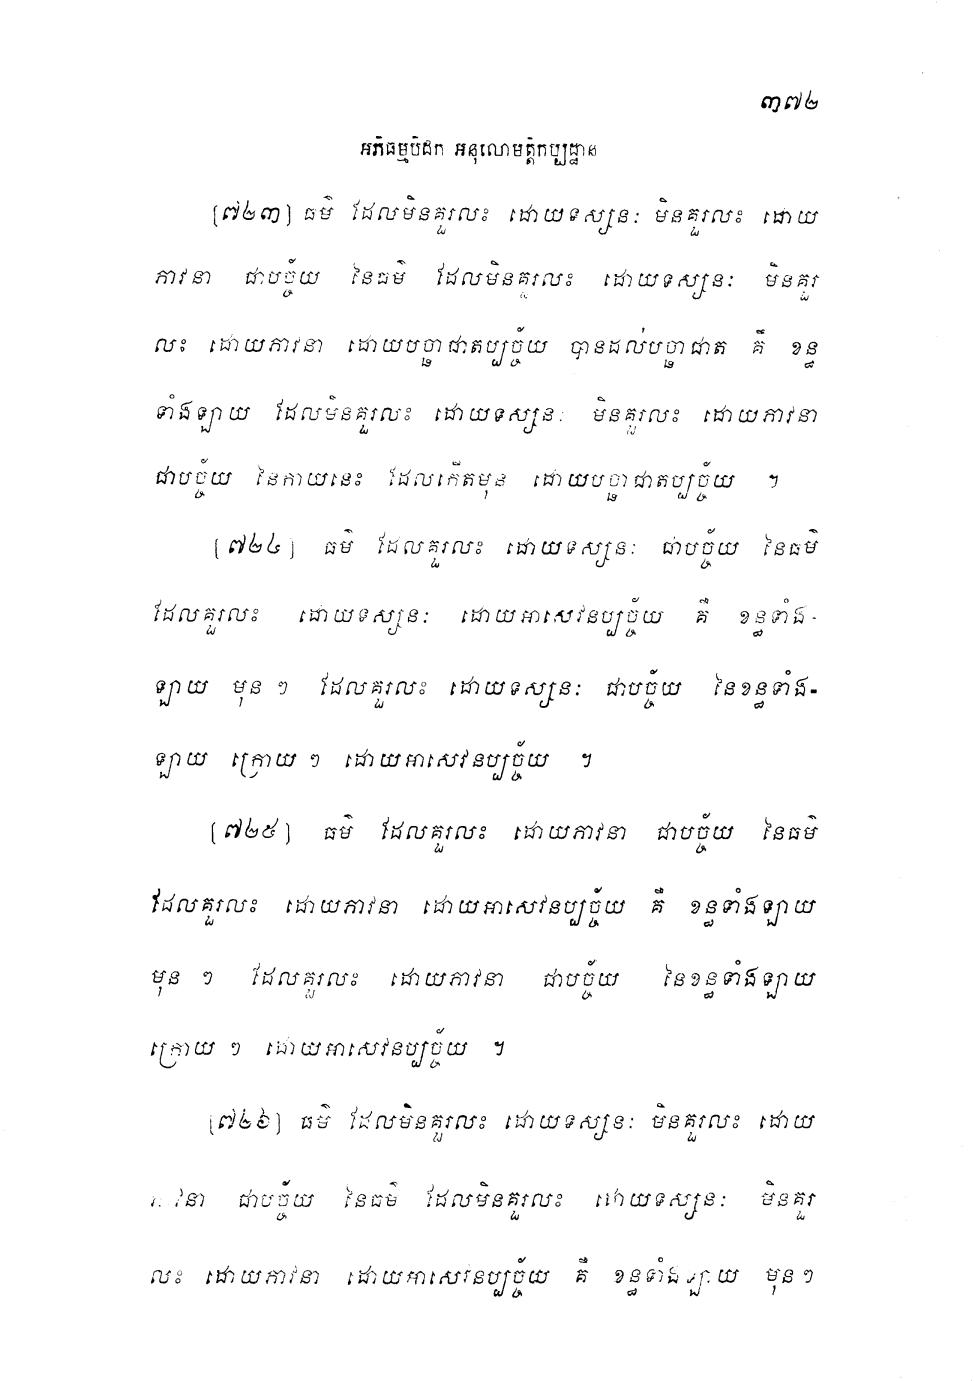 ៣៧២
អភិធម្មបិដក អនុលោមត្តិកប្បដ្ឋាន
[៧២៣] ធម៌ ដែលមិនគួរលះ ដោយទស្សនៈ មិនគួរលះ ដោយ
ភាវនា ជាបច្ច័យ នៃធម៌ ដែលមិនគួរលះ ដោយទស្សនៈ មិនគួរ
លះ ដោយភាវនា ដោយបច្ឆាជាតប្បច្ច័យ បានដល់បច្ឆាជាត គឺ ខន្ធ
ទាំងឡាយ ដែលមិនគួរលះ ដោយទស្សនៈ មិនគួរលះ ដោយភាវនា
ជាបច្ច័យ នៃកាយនេះ ដែលកើតមុន ដោយបច្ឆាជាតប្បច្ច័យ ។
[៧២៤] ធម៌ ដែលគួរលះ ដោយទស្សនៈ ជាបច្ច័យ នៃធម៌
ដែលគួរលះ ដោយទស្សនៈ ដោយអាសេវនប្បច្ច័យ គឺ ខន្ធទាំង-
ឡាយ មុន ៗ ដែលគួរលះ ដោយទស្សនៈ ជាបច្ច័យ នៃខន្ធទាំង-
ឡាយ ក្រោយ ៗ ដោយអាសេវនប្បច្ច័យ ។
[៧២៥] ធម៌ ដែលគួរលះ ដោយភាវនា ជាបច្ច័យ នៃធម៌
ដែលគួរលះ ដោយភាវនា ដោយអាសេវនប្បច្ច័យ គឺ ខន្ធទាំងឡាយ
មុន ៗ ដែលគួរលះ ដោយភាវនា ជាបច្ច័យ នៃខន្ធទាំងឡាយ
ក្រោយ ៗ ដោយអាសេវនប្បច្ច័យ ។
[៧២៦] ធម៌ ដែលមិនគួរលះ ដោយទស្សនៈ មិនគួរលះ ដោយ
ភាវនា ជាបច្ច័យ នៃធម៌ ដែលមិនគួរលះ ដោយទស្សនៈ មិនគួរ
លះ ដោយភាវនា ដោយអាសេវនប្បច្ច័យ គឺ ខន្ធទាំងឡាយ មុន ៗ